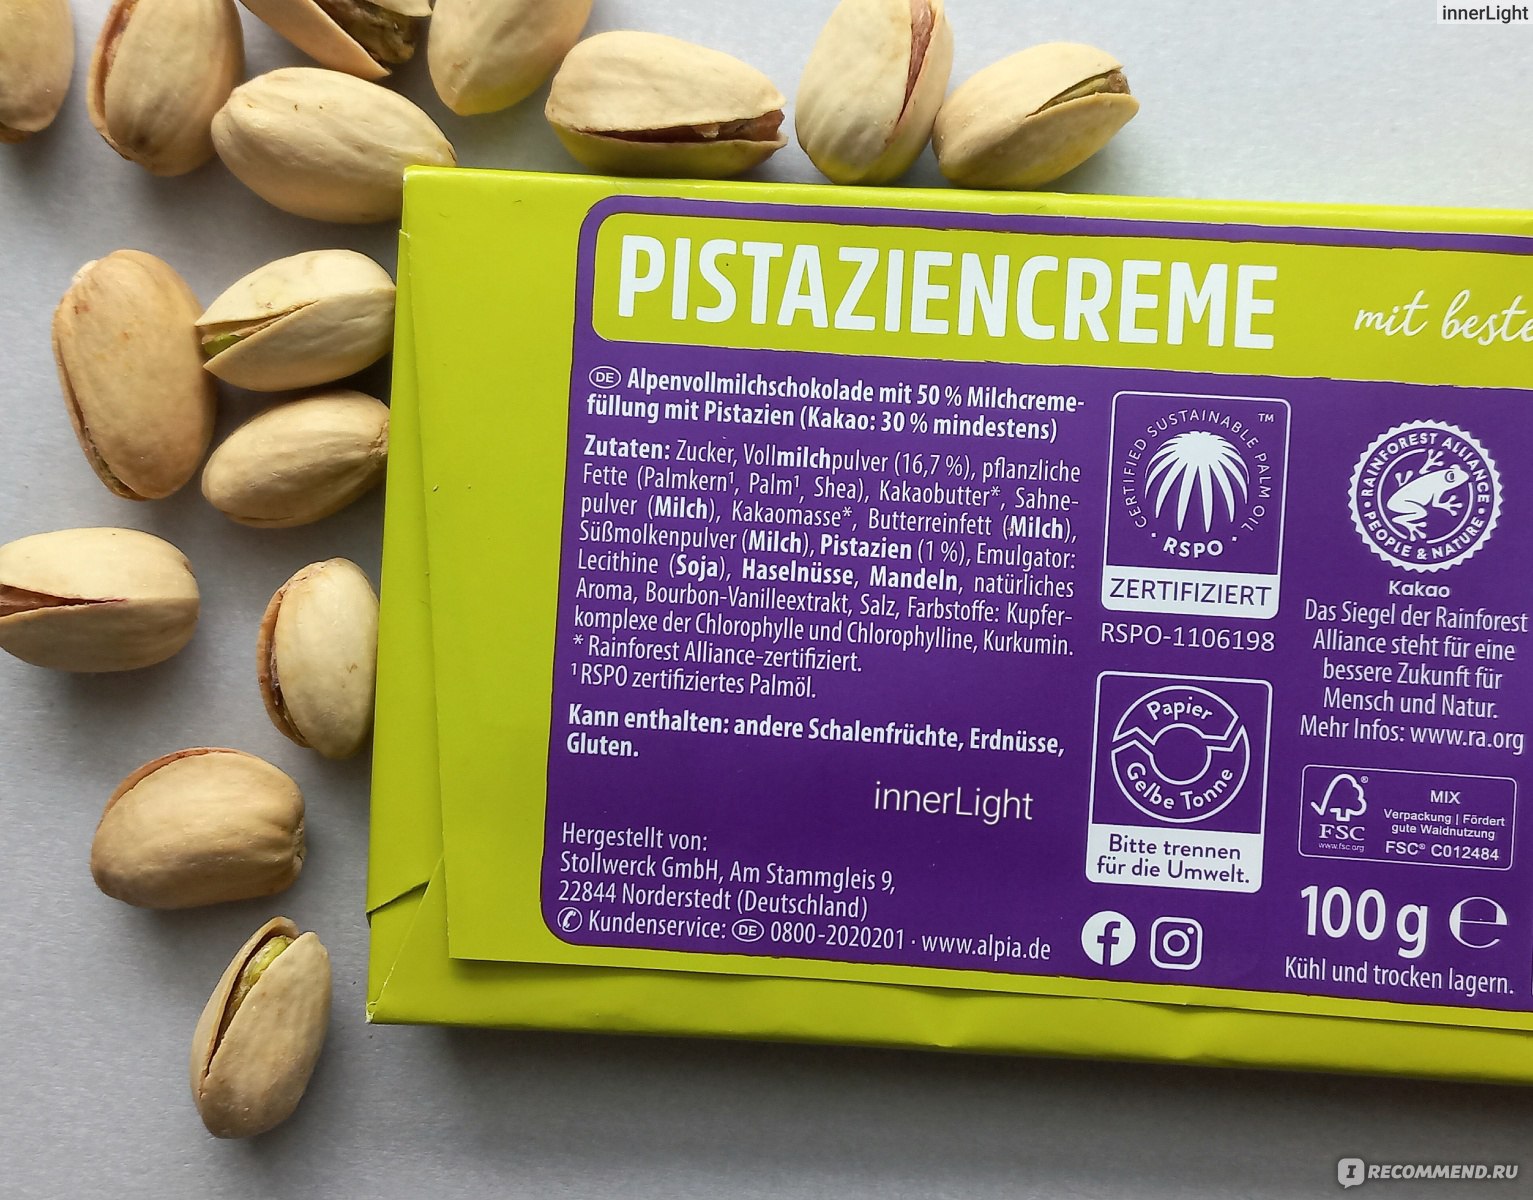 innerLight
PISTAZIENCREME
mit beste
DE Alpenvollmilchschokolade mit 50 % Milchcreme-
füllung mit Pistazien (Kakao: 30 % mindestens)
Zutaten: Zucker, Vollmilchpulver (16,7 %), pflanzliche
Fette (Palmkern¹, Palm¹, Shea), Kakaobutter*, Sahne-
pulver (Milch), Kakaomasse*, Butterreinfett (Milch),
Süßmolkenpulver (Milch), Pistazien (1 %), Emulgator:
Lecithine (Soja), Haselnüsse, Mandeln, natürliches
Aroma, Bourbon-Vanilleextrakt, Salz, Farbstoffe: Kupfer-
komplexe der Chlorophylle und Chlorophylline, Kurkumin.
* Rainforest Alliance-zertifiziert.
¹ RSPO zertifiziertes Palmöl.
Kann enthalten: andere Schalenfrüchte, Erdnüsse,
Gluten.
innerLight
Hergestellt von:
Stollwerck GmbH, Am Stammgleis 9,
22844 Norderstedt (Deutschland)
✆ Kundenservice: DE 0800-2020201 · www.alpia.de
CERTIFIED SUSTAINABLE PALM OIL ™
· RSPO ·
ZERTIFIZIERT
RSPO-1106198
Papier
Gelbe Tonne
Bitte trennen
für die Umwelt.
RAINFOREST ALLIANCE
· PEOPLE & NATURE ·
Kakao
Das Siegel der Rainforest
Alliance steht für eine
bessere Zukunft für
Mensch und Natur.
Mehr Infos: www.ra.org
FSC
www.fsc.org
MIX
Verpackung | Fördert
gute Waldnutzung
FSC® C012484
100 g ℮
Kühl und trocken lagern.
I RECOMMEND.RU